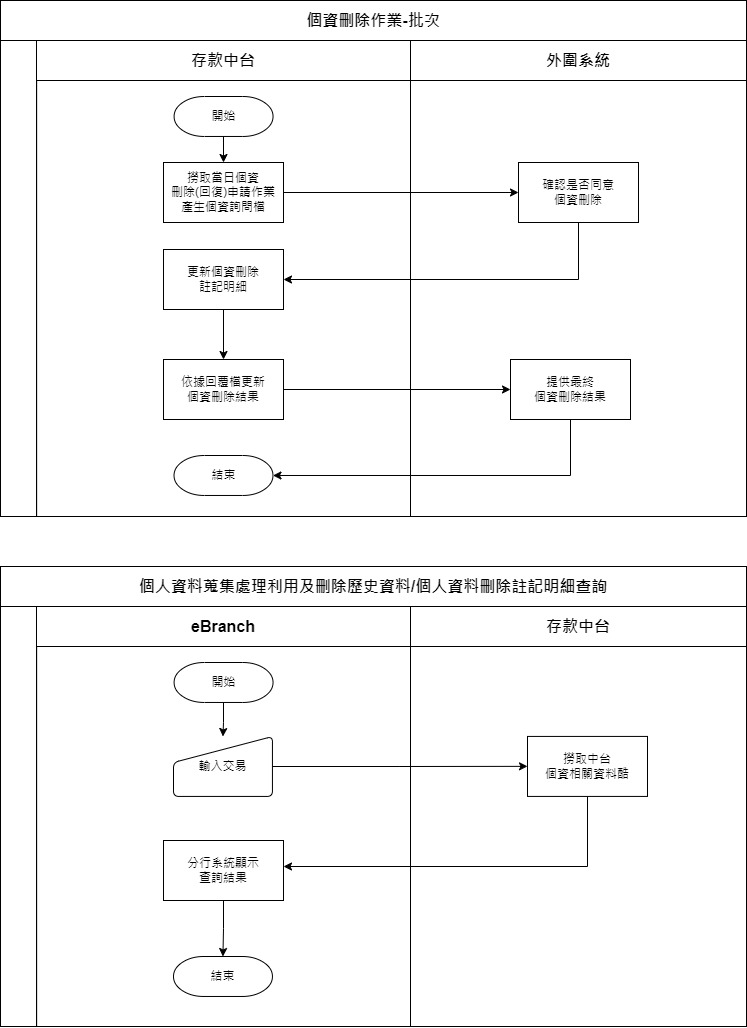 個資刪除作業-批次
存款中台
外圍系統
開始
撈取當日個資
刪除(回復)申請作業
產生個資詢問檔
確認是否同意
個資刪除
更新個資刪除
註記明細
依據回覆檔更新
個資刪除結果
提供最終
個資刪除結果
結束
個人資料蒐集處理利用及刪除歷史資料/個人資料刪除註記明細查詢
eBranch
存款中台
開始
輸入交易
撈取中台
個資相關資料酷
分行系統顯示
查詢結果
結束